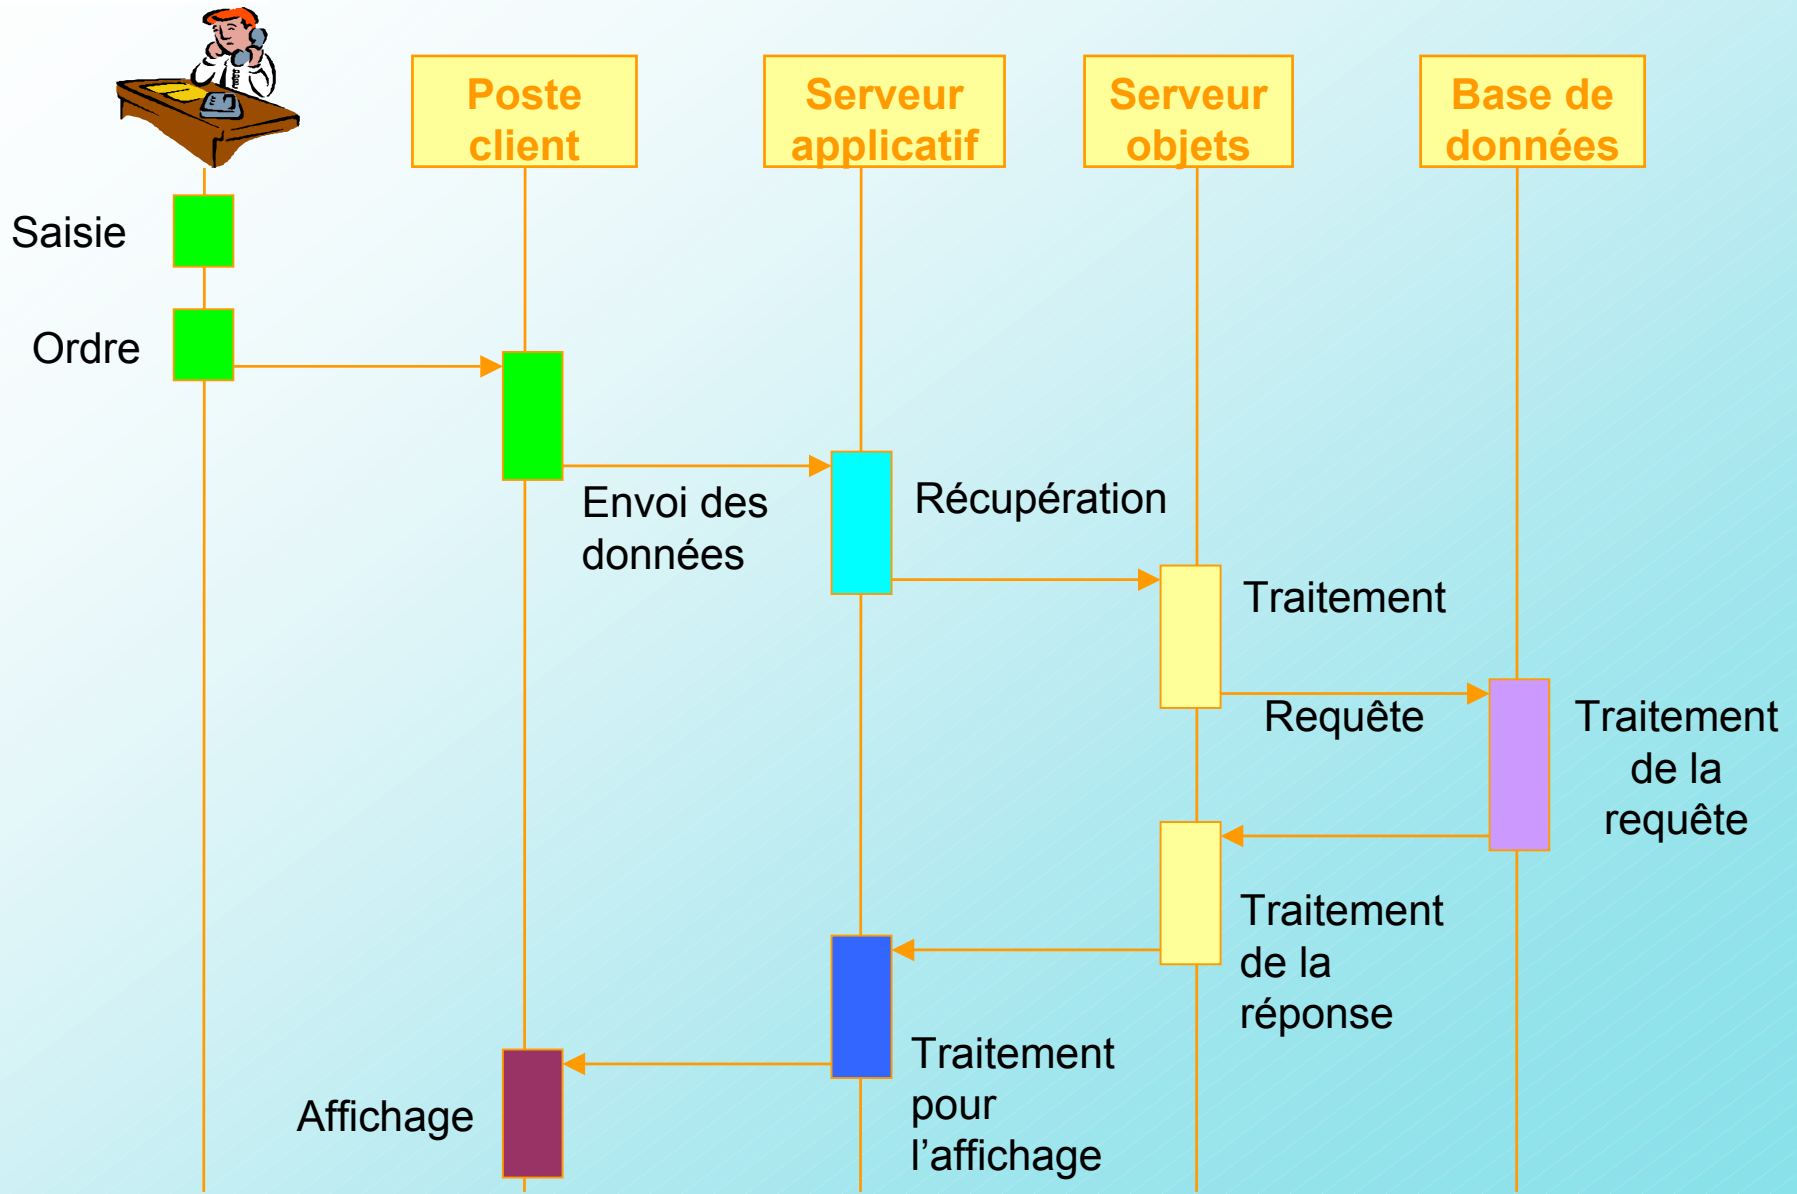 Poste
client
Serveur
applicatif
Serveur
objets
Base de
données
Saisie
Ordre
Envoi des
données
Récupération
Traitement
Requête
Traitement
de la
requête
Traitement
de la
réponse
Traitement
pour
l’affichage
Affichage